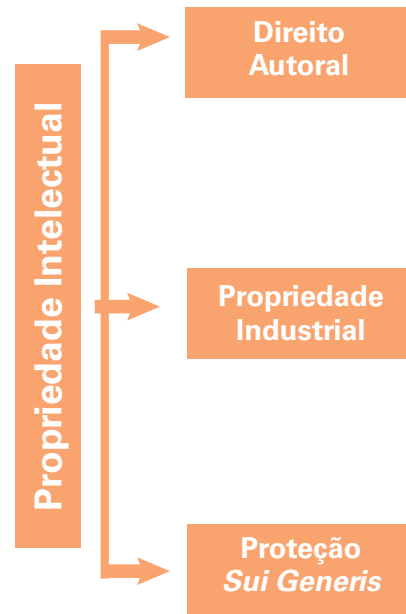 Propriedade Intelectual
Direito
Autoral
Propriedade
Industrial
Proteção
Sui Generis